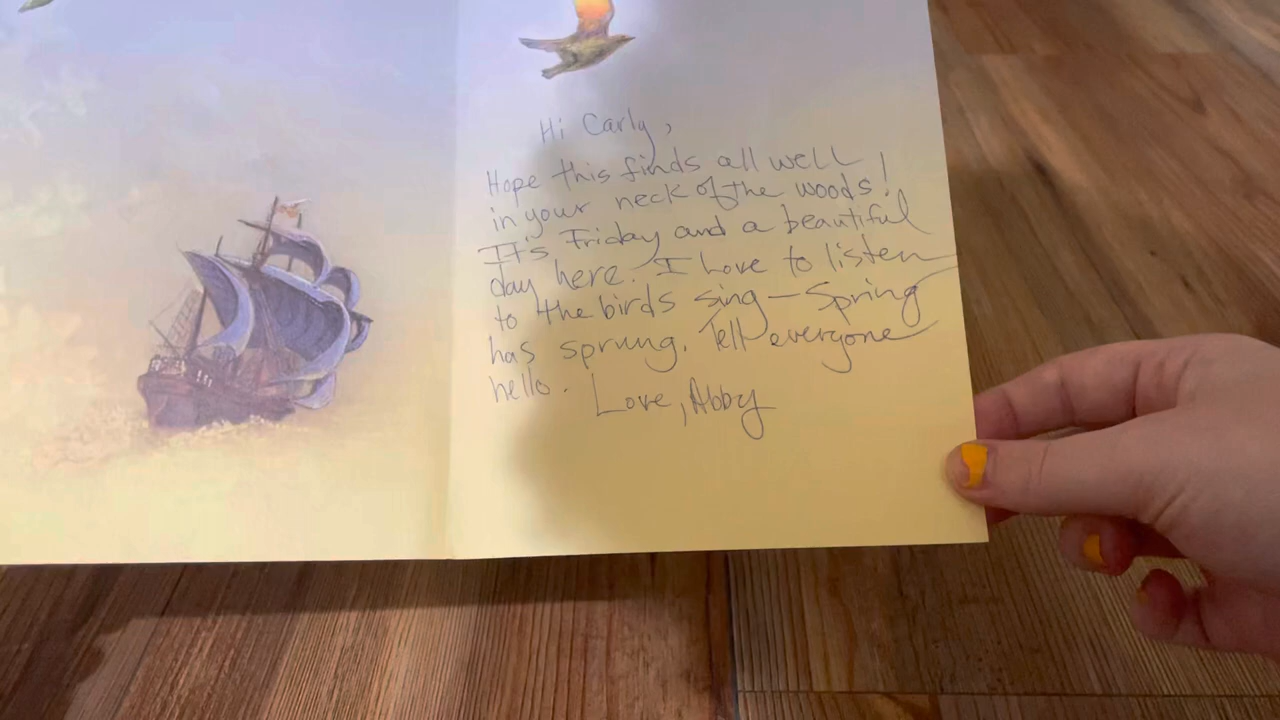 Hi Carly,
Hope this finds all well
in your neck of the woods!
It's Friday and a beautiful
day here. I love to listen
to the birds sing — Spring
has sprung. Tell everyone
hello. Love, Abby